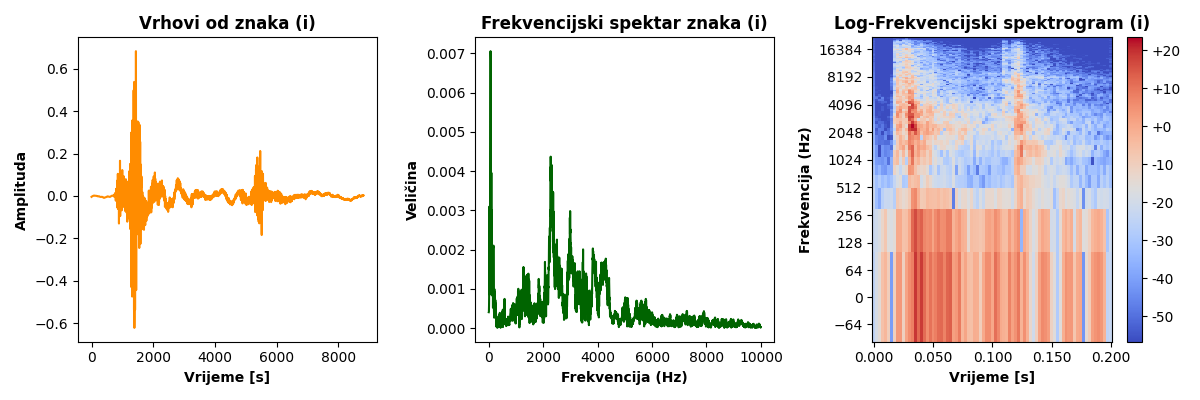 Vrhovi od znaka (i)
Amplituda
0.6
0.4
0.2
0.0
−0.2
−0.4
−0.6
0 2000 4000 6000 8000
Vrijeme [s]
Frekvencijski spektar znaka (i)
Veličina
0.007
0.006
0.005
0.004
0.003
0.002
0.001
0.000
0 2000 4000 6000 8000 10000
Frekvencija (Hz)
Log-Frekvencijski spektrogram (i)
Frekvencija (Hz)
16384
8192
4096
2048
1024
512
256
128
64
0
−64
0.000 0.050 0.100 0.150 0.200
Vrijeme [s]
+20
+10
+0
-10
-20
-30
-40
-50